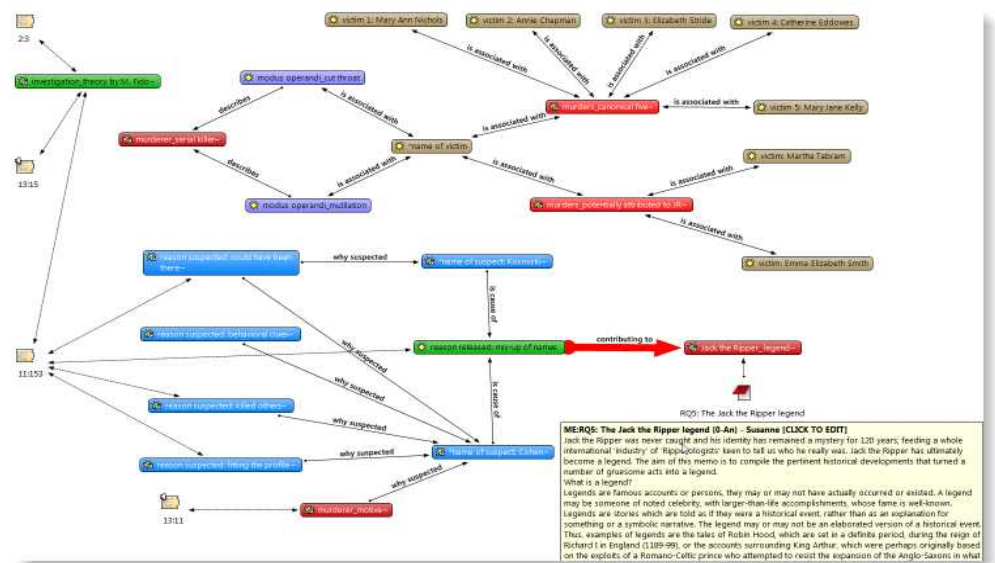 victim 1: Mary Ann Nichols
victim 2: Annie Chapman
victim 3: Elizabeth Stride
victim 4: Catherine Eddowes
2:3
is associated with
is associated with
is associated with
is associated with
investigation_theory by M. Fido~
modus operandi_cut throat
murders_canonical five~
is associated with
victim 5: Mary Jane Kelly
describes
is associated with
is associated with
murderer_serial killer~
*name of victim
victim: Martha Tabram
13:15
describes
is associated with
is associated with
is associated with
modus operandi_mutilation
murders_potentially attributed to JR~
is associated with
reason suspected: could have been
there~
why suspected
*name of suspect: Kosminski~
victim: Emma Elizabeth Smith
is cause of
reason suspected: behavioral clues~
why suspected
reason released: mix-up of names
contributing to
Jack the Ripper_legend~
11:153
why suspected
is cause of
reason suspected: killed others~
why suspected
RQ5: The Jack the Ripper legend
reason suspected: fitting the profile~
why suspected
*name of suspect: Cohen~
why suspected
13:11
murderer_motive~
ME:RQ5: The Jack the Ripper legend (0-An) - Susanne [CLICK TO EDIT]
Jack the Ripper was never caught and his identity has remained a mystery for 120 years, feeding a whole
international 'industry' of 'Ripperologists' keen to tell us who he really was. Jack the Ripper has ultimately
become a legend. The aim of this memo is to compile the pertinent historical developments that turned a
number of gruesome acts into a legend.
What is a legend?
Legends are famous accounts or persons, they may or may not have actually occurred or existed. A legend
may be someone of noted celebrity, with larger-than-life accomplishments, whose fame is well-known.
Legends are stories which are told as if they were a historical event, rather than as an explanation for
something or a symbolic narrative. The legend may or may not be an elaborated version of a historical event.
Thus, examples of legends are the tales of Robin Hood, which are set in a definite period, during the reign of
Richard I in England (1189-99), or the accounts surrounding King Arthur, which were perhaps originally based
on the exploits of a Romano-Celtic prince who attempted to resist the expansion of the Anglo-Saxons in what